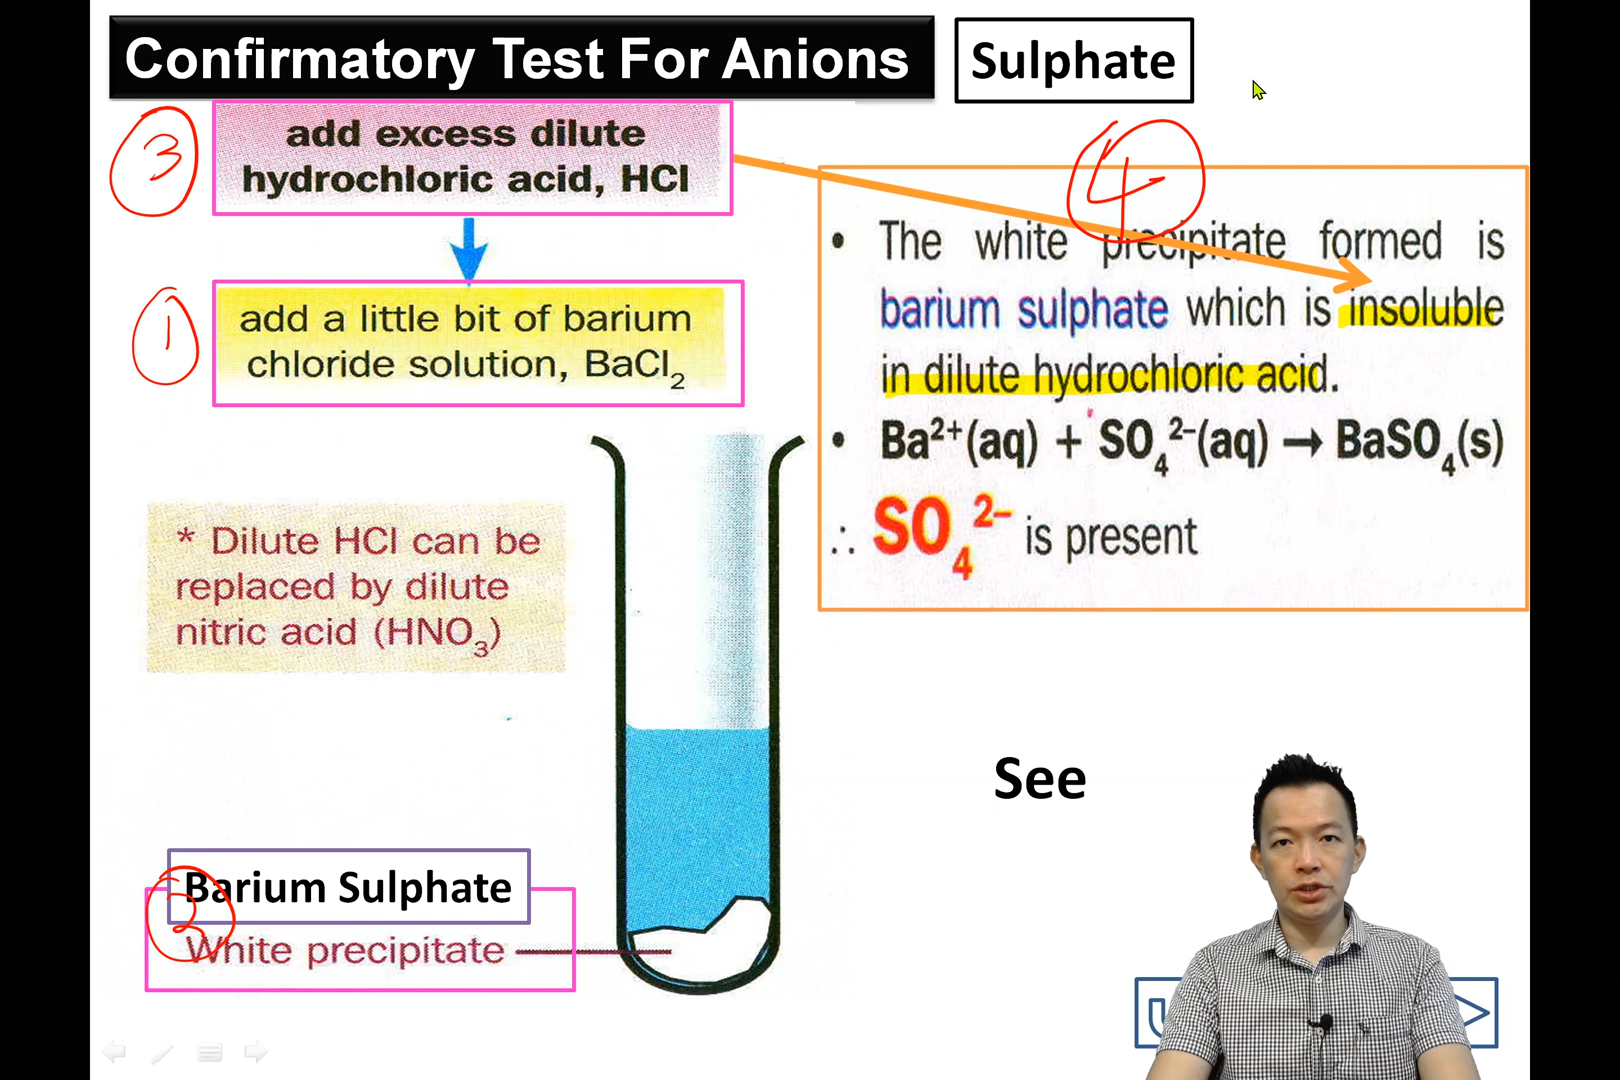 Confirmatory Test For Anions
Sulphate
3
add excess dilute
hydrochloric acid, HCl
1
add a little bit of barium
chloride solution, BaCl₂
* Dilute HCl can be
replaced by dilute
nitric acid (HNO₃)
Barium Sulphate
2
White precipitate
4
• The white precipitate formed is
barium sulphate which is insoluble
in dilute hydrochloric acid.
• Ba²⁺(aq) + SO₄²⁻(aq) → BaSO₄(s)
∴ SO₄²⁻ is present
See